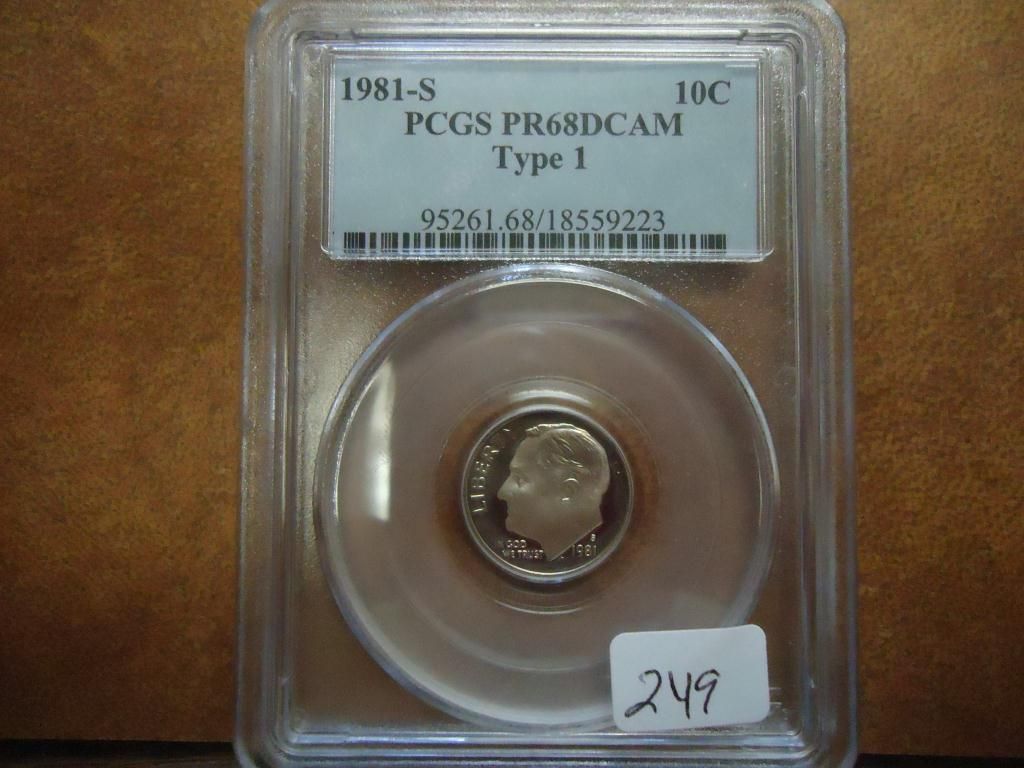 1981-S 10C
PCGS PR68DCAM
Type 1
95261.68/18559223
LIBERTY
IN GOD
WE TRUST
S
1981
249